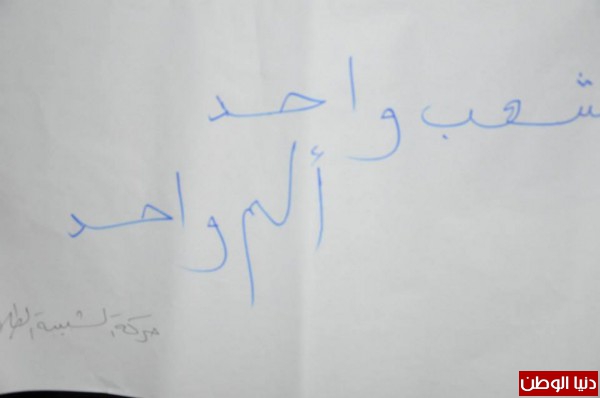 شعب واحد
ألم واحد
حركة الشبيبة
دنيا الوطن